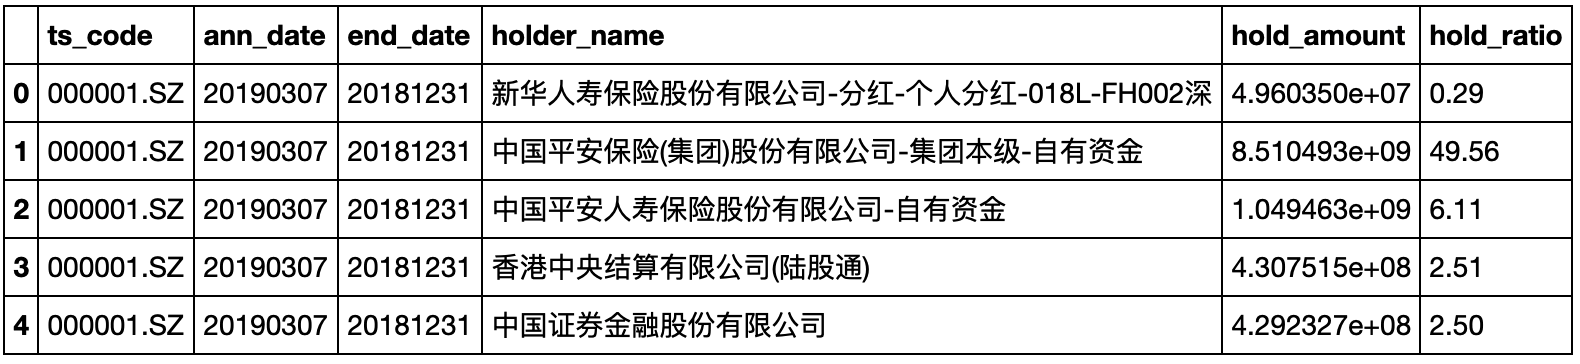 ts_code ann_date end_date holder_name hold_amount hold_ratio
0 000001.SZ 20190307 20181231 新华人寿保险股份有限公司-分红-个人分红-018L-FH002深 4.960350e+07 0.29
1 000001.SZ 20190307 20181231 中国平安保险(集团)股份有限公司-集团本级-自有资金 8.510493e+09 49.56
2 000001.SZ 20190307 20181231 中国平安人寿保险股份有限公司-自有资金 1.049463e+09 6.11
3 000001.SZ 20190307 20181231 香港中央结算有限公司(陆股通) 4.307515e+08 2.51
4 000001.SZ 20190307 20181231 中国证券金融股份有限公司 4.292327e+08 2.50